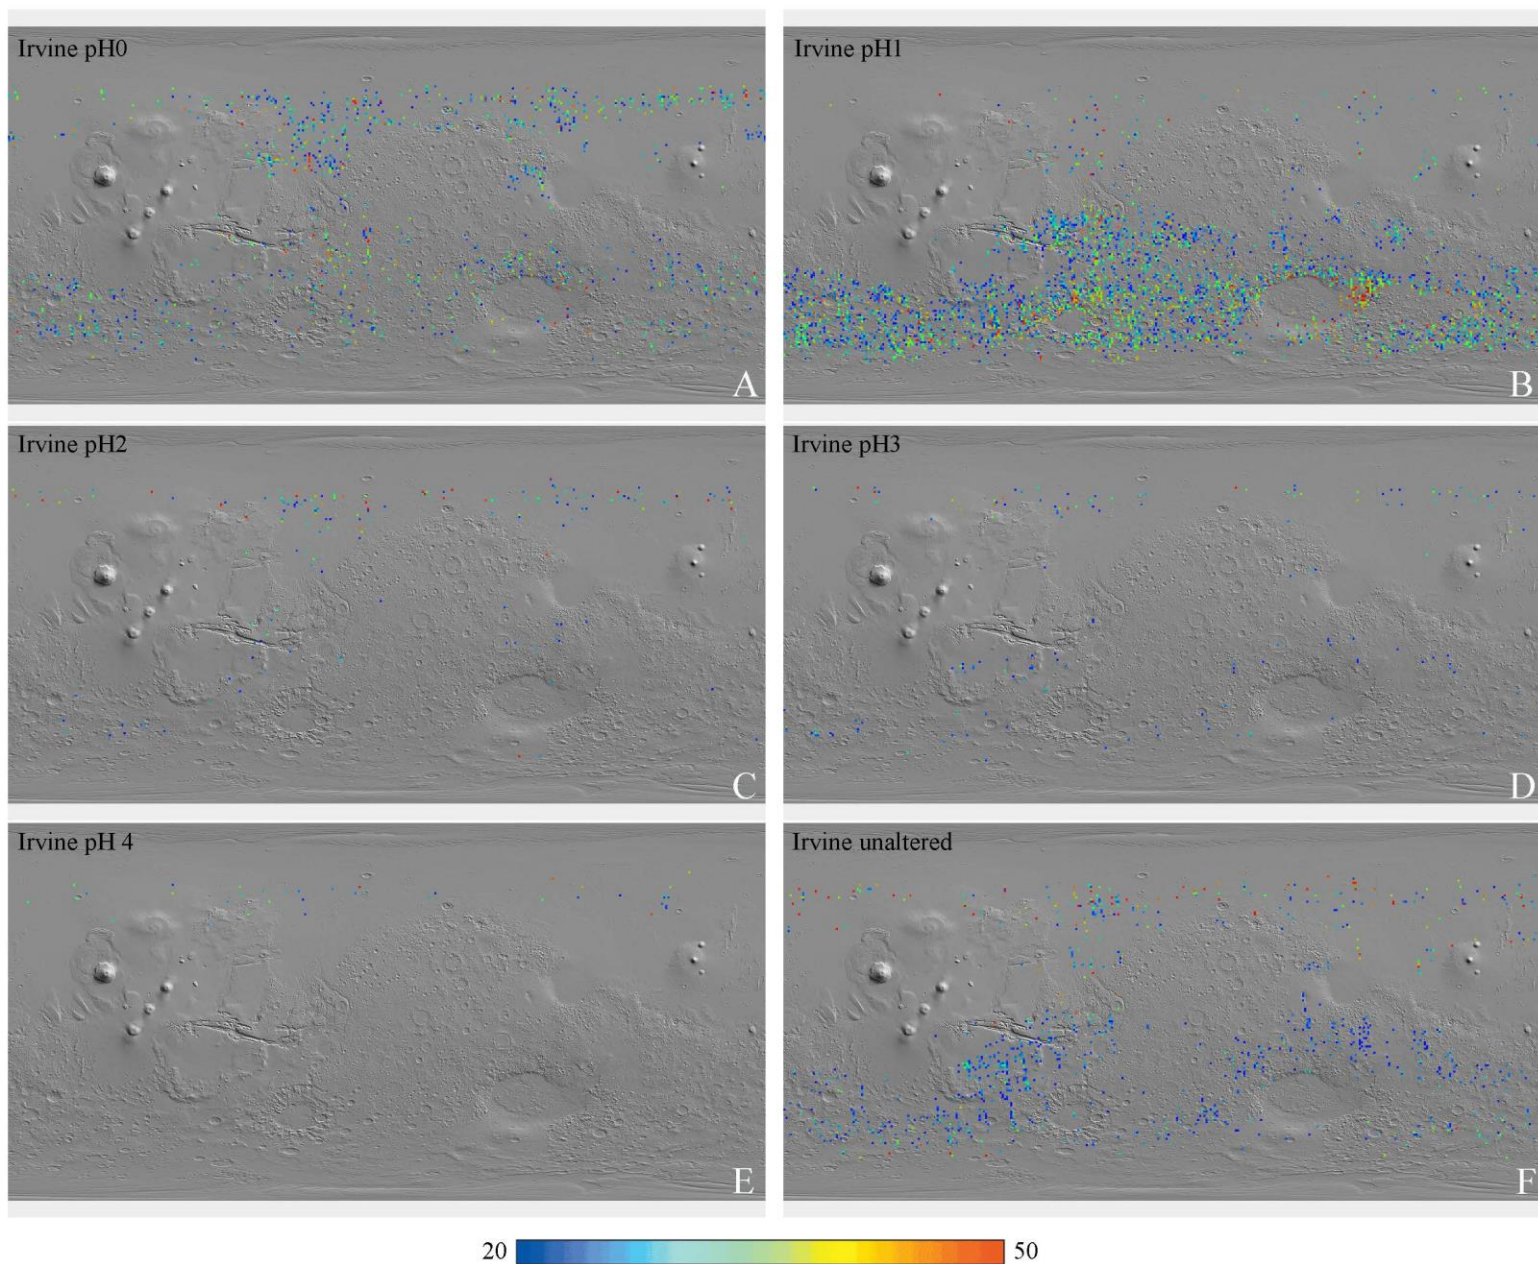 Irvine pH0
A
Irvine pH1
B
Irvine pH2
C
Irvine pH3
D
Irvine pH 4
E
Irvine unaltered
F
20 50